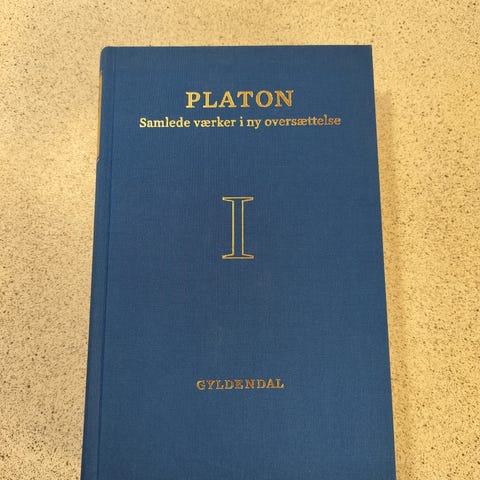 PLATON
Samlede værker i ny oversættelse
I
GYLDENDAL